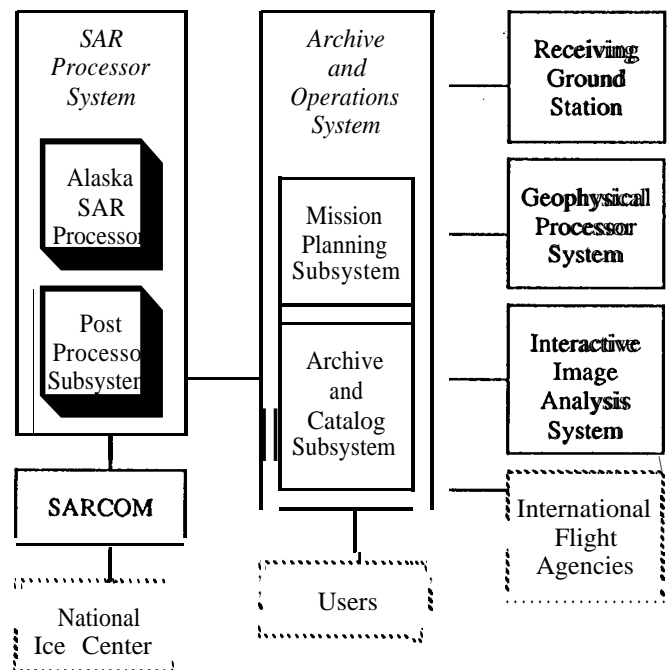 SAR
Processor
System
Alaska
SAR
Processor
Post
Processo
Subsystem
SARCOM
National
Ice Center
Archive
and
Operations
System
Mission
Planning
Subsystem
Archive
and
Catalog
Subsystem
Users
Receiving
Ground
Station
Geophysical
Processor
System
Interactive
Image
Analysis
System
International
Flight
Agencies